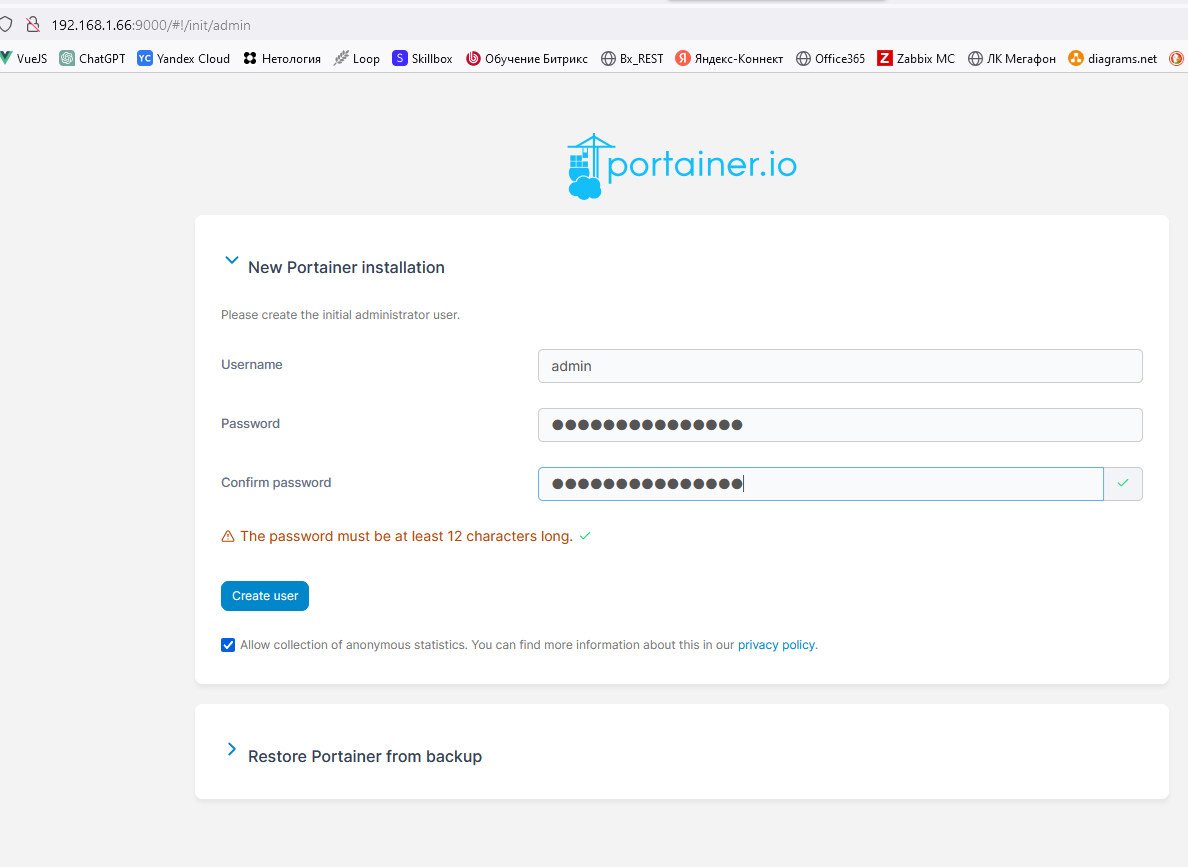 192.168.1.66:9000/#!/init/admin
VueJS ChatGPT YC Yandex Cloud Нетология Loop S Skillbox Обучение Битрикс Bx_REST Я Яндекс-Коннект Office365 Z Zabbix MC ЛК Мегафон diagrams.net
portainer.io
New Portainer installation
Please create the initial administrator user.
Username admin
Password ●●●●●●●●●●●●●●●
Confirm password ●●●●●●●●●●●●●●●
The password must be at least 12 characters long.
Create user
Allow collection of anonymous statistics. You can find more information about this in our privacy policy.
Restore Portainer from backup